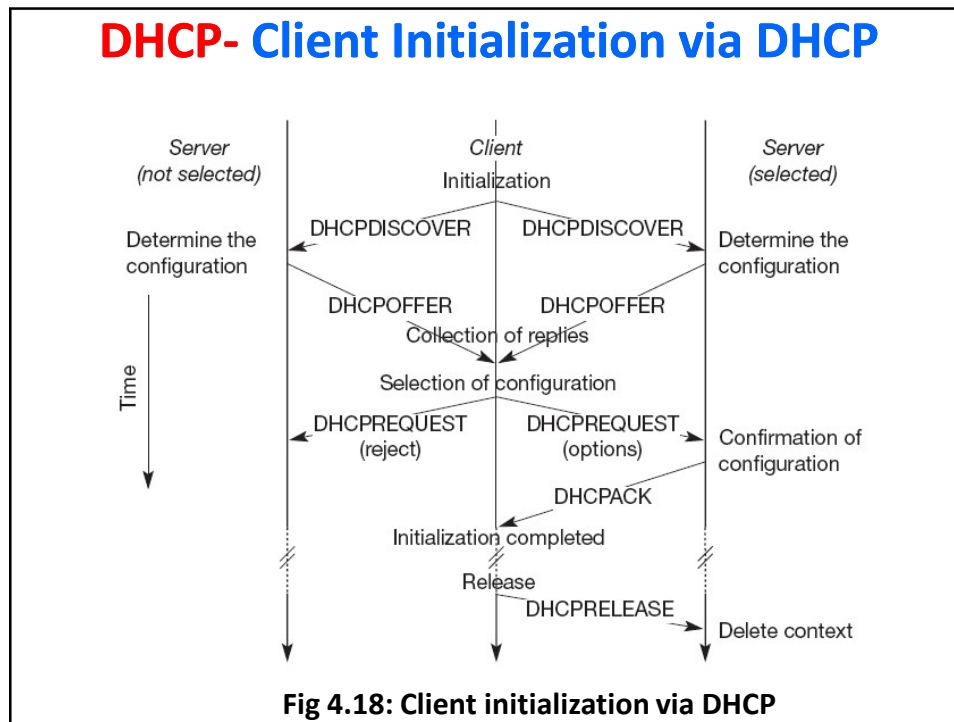 DHCP- Client Initialization via DHCP
Server
(not selected)
Client
Server
(selected)
Initialization
DHCPDISCOVER
DHCPDISCOVER
Determine the
configuration
Determine the
configuration
DHCPOFFER
DHCPOFFER
Collection of replies
Time
Selection of configuration
DHCPREQUEST
(reject)
DHCPREQUEST
(options)
Confirmation of
configuration
DHCPACK
Initialization completed
Release
DHCPRELEASE
Delete context
Fig 4.18: Client initialization via DHCP